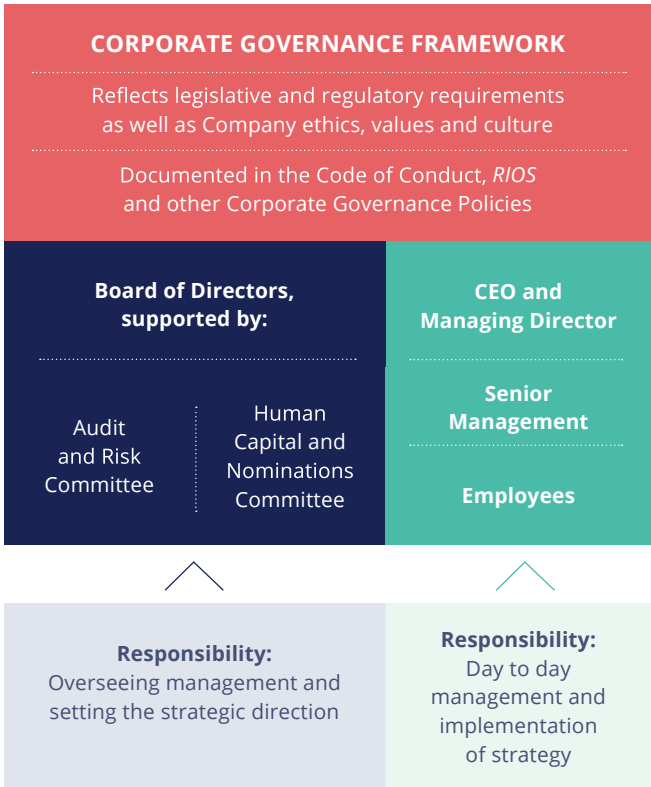 CORPORATE GOVERNANCE FRAMEWORK
Reflects legislative and regulatory requirements
as well as Company ethics, values and culture
Documented in the Code of Conduct, RIOS
and other Corporate Governance Policies
Board of Directors,
supported by:
Audit
and Risk
Committee
Human
Capital and
Nominations
Committee
CEO and
Managing Director
Senior
Management
Employees
Responsibility:
Overseeing management and
setting the strategic direction
Responsibility:
Day to day
management and
implementation
of strategy